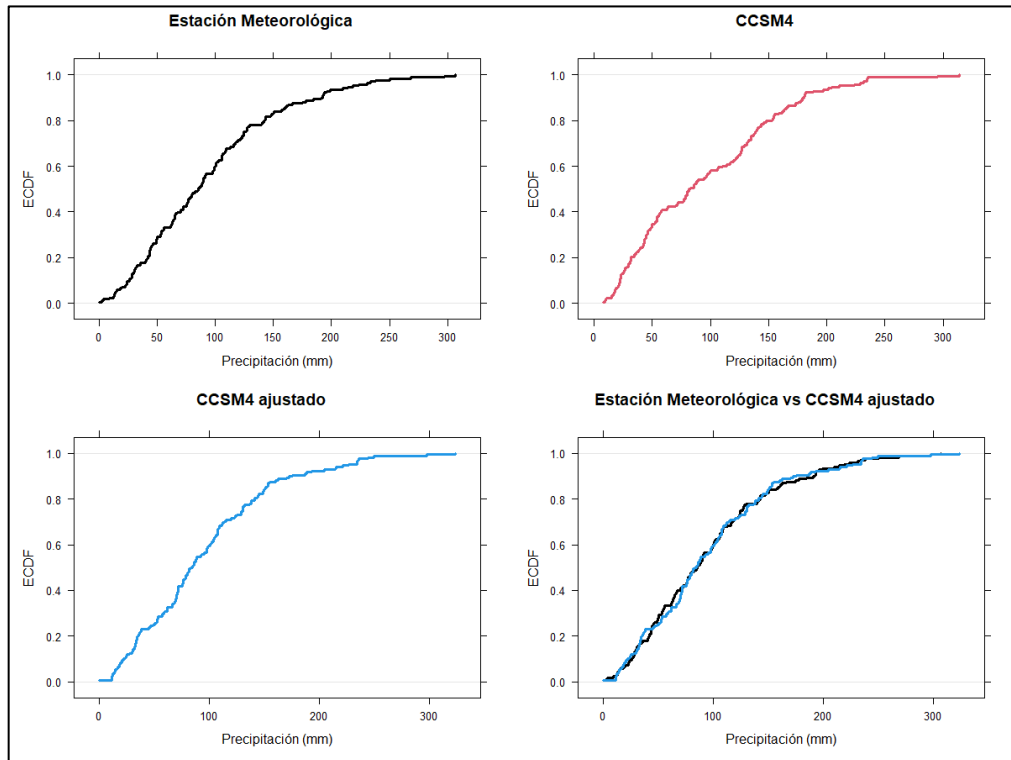 Estación Meteorológica
ECDF
1.0
0.8
0.6
0.4
0.2
0.0
0 50 100 150 200 250 300
Precipitación (mm)
CCSM4
ECDF
1.0
0.8
0.6
0.4
0.2
0.0
0 50 100 150 200 250 300
Precipitación (mm)
CCSM4 ajustado
ECDF
1.0
0.8
0.6
0.4
0.2
0.0
0 100 200 300
Precipitación (mm)
Estación Meteorológica vs CCSM4 ajustado
ECDF
1.0
0.8
0.6
0.4
0.2
0.0
0 100 200 300
Precipitación (mm)